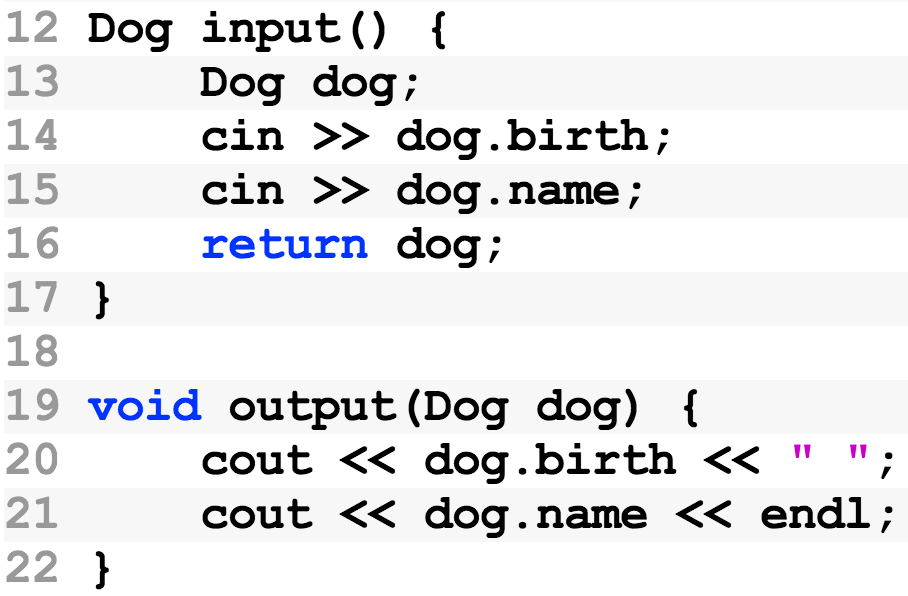 12 Dog input() {
13     Dog dog;
14     cin >> dog.birth;
15     cin >> dog.name;
16     return dog;
17 }
18
19 void output(Dog dog) {
20     cout << dog.birth << " ";
21     cout << dog.name << endl;
22 }